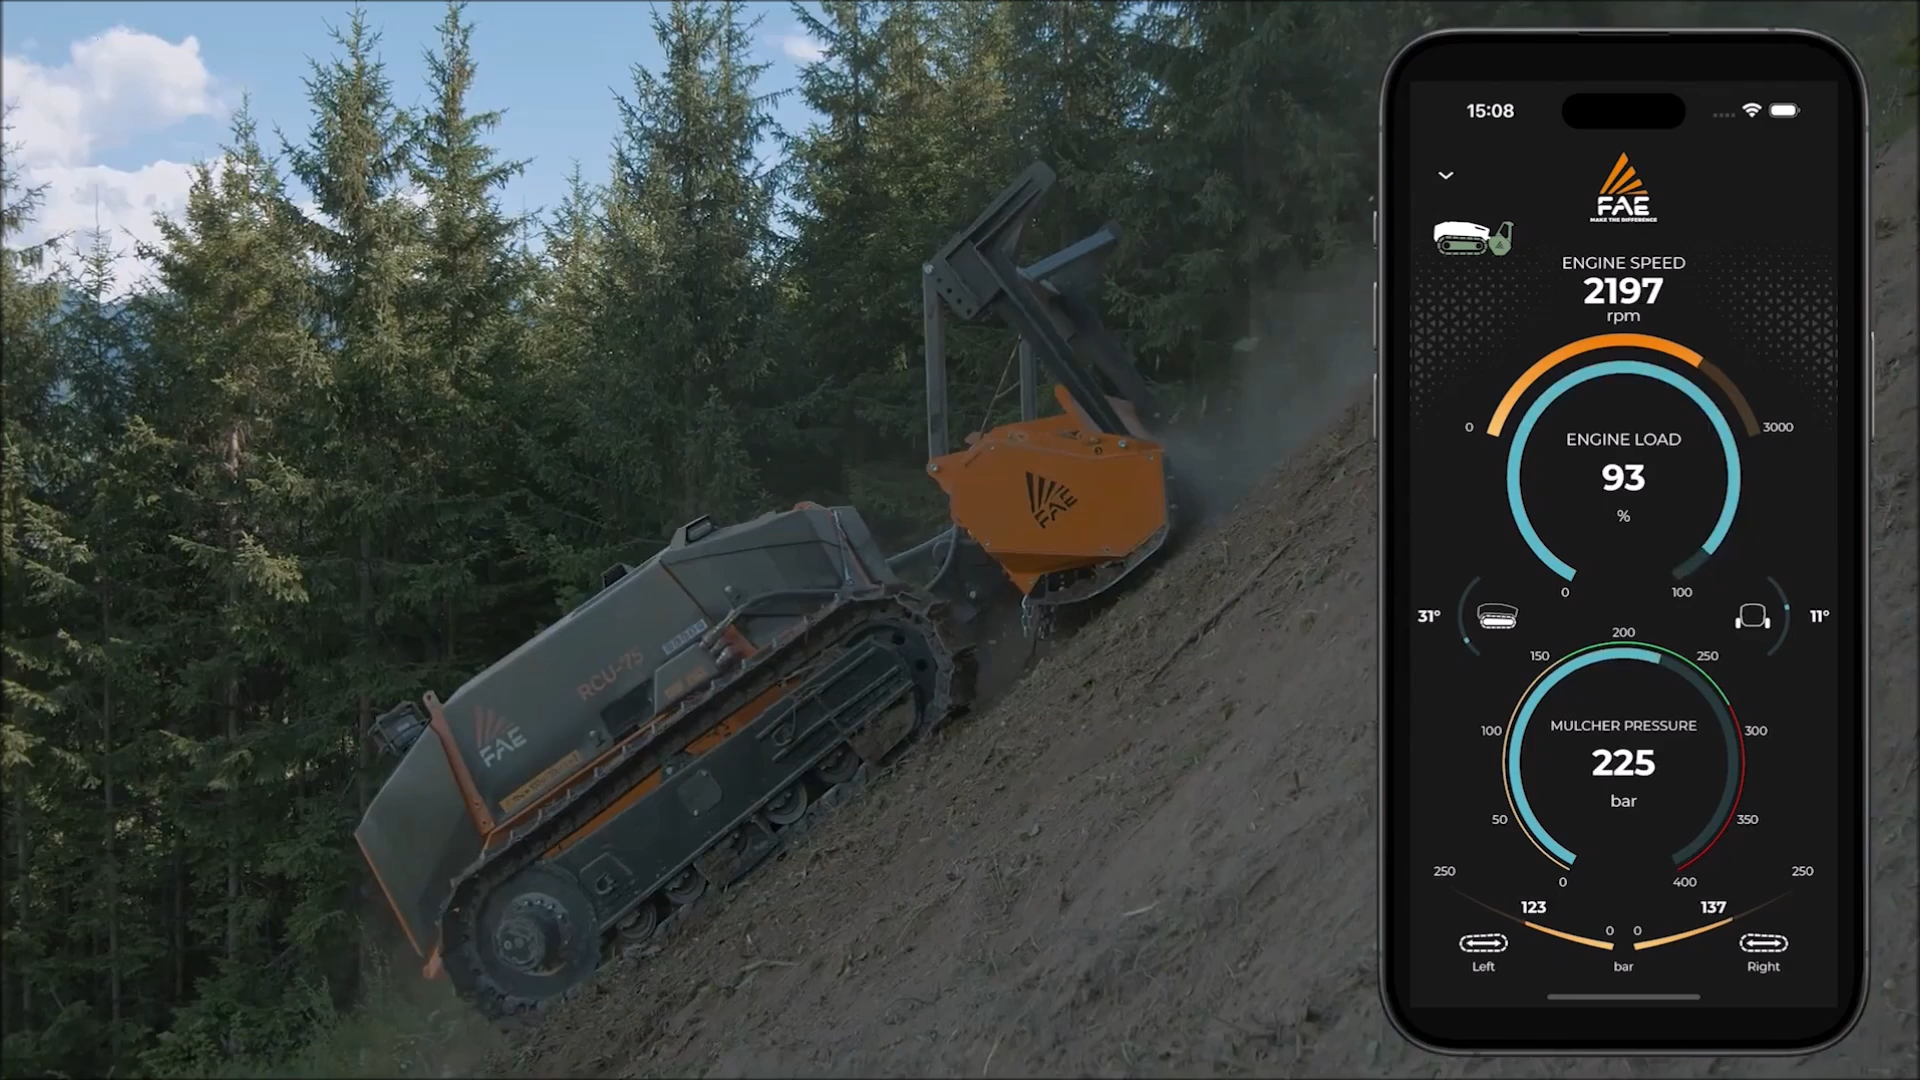 FAE
RCU-75
FAE
15:08
FAE
MAKE THE DIFFERENCE
ENGINE SPEED
2197
rpm
0
3000
ENGINE LOAD
93
%
0
100
31°
11°
200
150
250
MULCHER PRESSURE
100
300
225
bar
50
350
0
400
250
250
123
137
0
0
Left
bar
Right